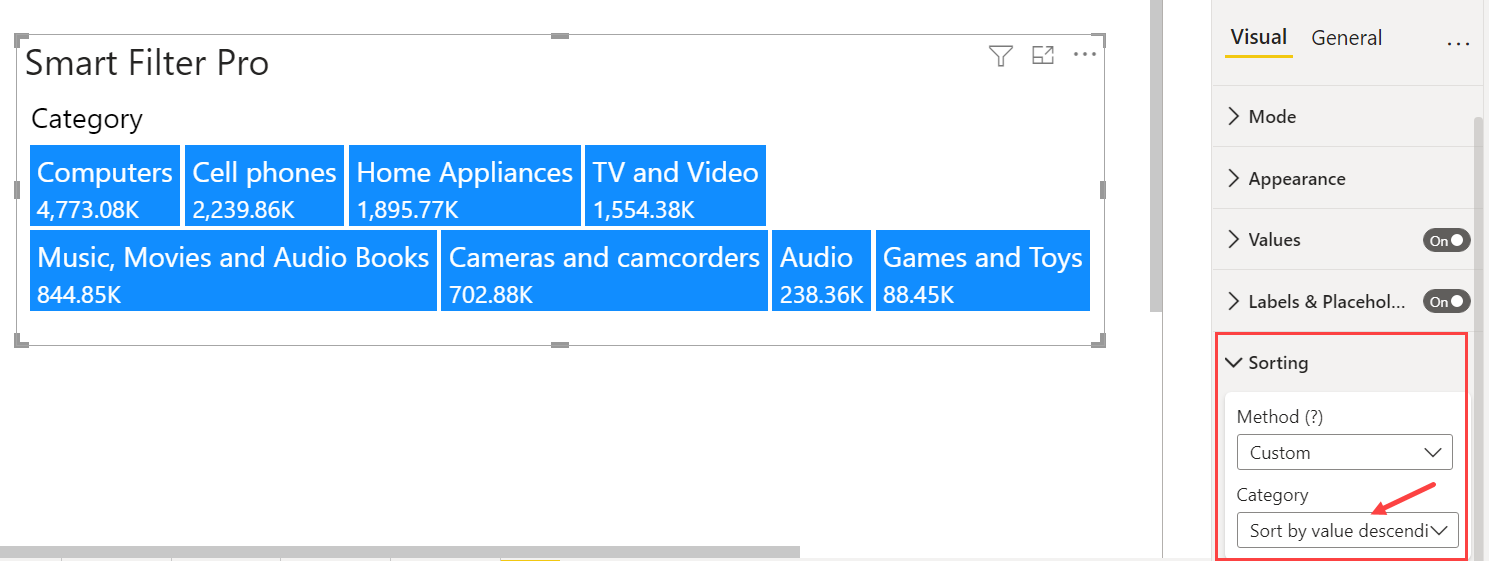 Smart Filter Pro
Category
Computers Cell phones Home Appliances TV and Video
4,773.08K 2,239.86K 1,895.77K 1,554.38K
Music, Movies and Audio Books Cameras and camcorders Audio Games and Toys
844.85K 702.88K 238.36K 88.45K
Visual General ...
Mode
Appearance
Values On
Labels & Placehol... On
Sorting
Method (?)
Custom
Category
Sort by value descendi